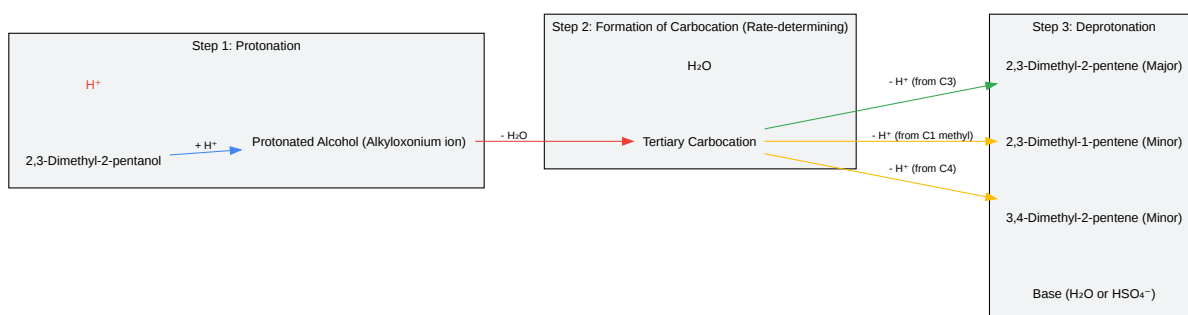 Step 1: Protonation
H⁺
2,3-Dimethyl-2-pentanol
+ H⁺
Protonated Alcohol (Alkyloxonium ion)
- H₂O
Step 2: Formation of Carbocation (Rate-determining)
H₂O
Tertiary Carbocation
- H⁺ (from C3)
- H⁺ (from C1 methyl)
- H⁺ (from C4)
Step 3: Deprotonation
2,3-Dimethyl-2-pentene (Major)
2,3-Dimethyl-1-pentene (Minor)
3,4-Dimethyl-2-pentene (Minor)
Base (H₂O or HSO₄⁻)